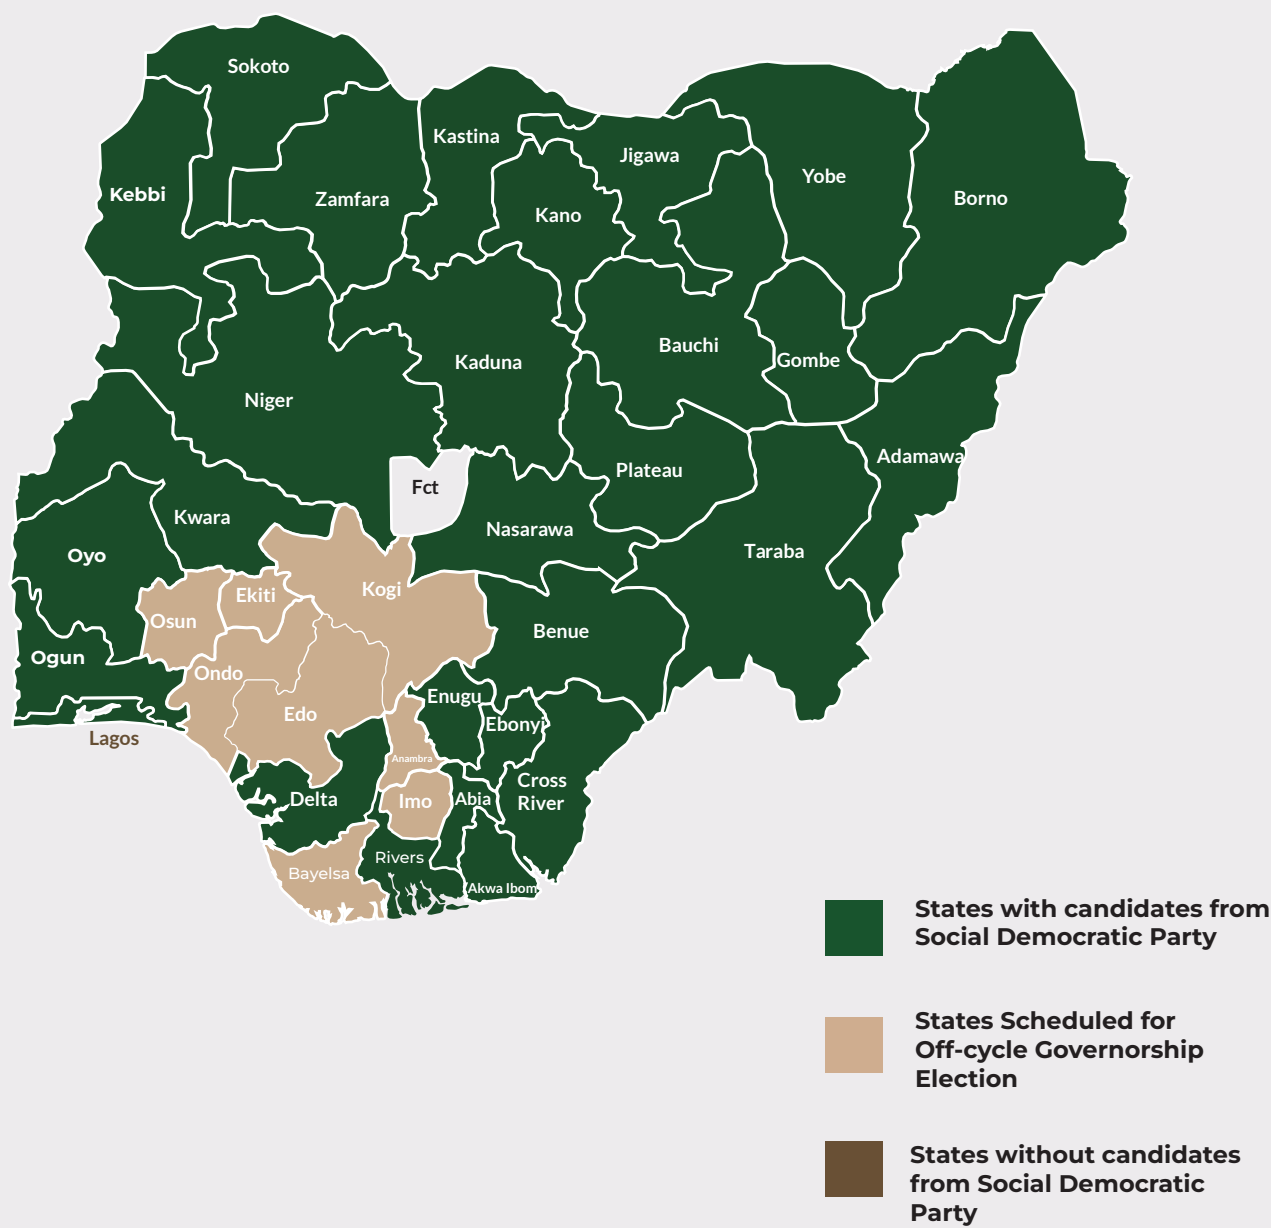 Sokoto
Kastina
Jigawa
Yobe
Kebbi
Zamfara
Kano
Borno
Bauchi
Gombe
Kaduna
Niger
Adamawa
Plateau
Fct
Kwara
Nasarawa
Taraba
Oyo
Kogi
Ekiti
Osun
Benue
Ogun
Ondo
Enugu
Edo
Ebonyi
Lagos
Anambra
Cross
River
Delta
Imo
Abia
Rivers
Bayelsa
Akwa Ibom
States with candidates from
Social Democratic Party
States Scheduled for
Off-cycle Governorship
Election
States without candidates
from Social Democratic
Party